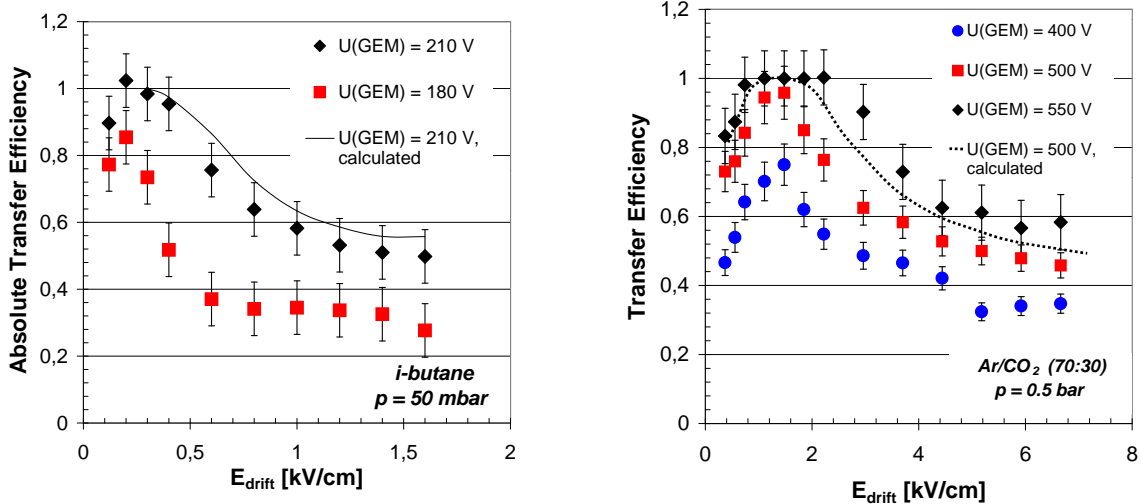 Absolute Transfer Efficiency
1,2
1
0,8
0,6
0,4
0,2
0
0
0,5
1
1,5
2
E_drift [kV/cm]
U(GEM) = 210 V
U(GEM) = 180 V
U(GEM) = 210 V,
calculated
i-butane
p = 50 mbar
Transfer Efficiency
1,2
1
0,8
0,6
0,4
0,2
0
0
2
4
6
8
E_drift [kV/cm]
U(GEM) = 400 V
U(GEM) = 500 V
U(GEM) = 550 V
U(GEM) = 500 V,
calculated
Ar/CO₂ (70:30)
p = 0.5 bar